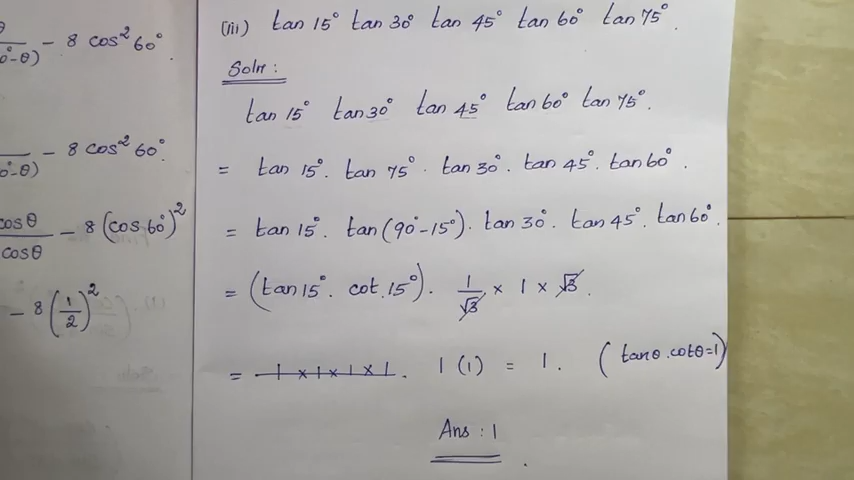 θ
0°-θ) - 8 cos² 60°.
0°-θ) - 8 cos² 60°.
cosθ
cosθ - 8 (cos 60°)²
- 8 (1/2)²
(iii) tan 15° tan 30° tan 45° tan 60° tan 75°.
Soln :
tan 15° tan 30° tan 45° tan 60° tan 75°.
= tan 15°. tan 75°. tan 30°. tan 45°. tan 60°.
= tan 15°. tan (90°-15°). tan 30°. tan 45°. tan 60°.
= (tan 15°. cot. 15°). 1/√3 × 1 × √3.
= 1 × 1 × 1 × 1. 1 (1) = 1. (tanθ.cotθ=1)
Ans : 1